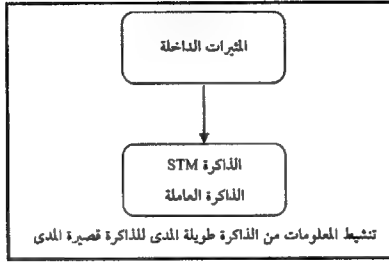 المثيرات الداخلة
الذاكرة STM
الذاكرة العاملة
تنشيط المعلومات من الذاكرة طويلة المدى للذاكرة قصيرة المدى